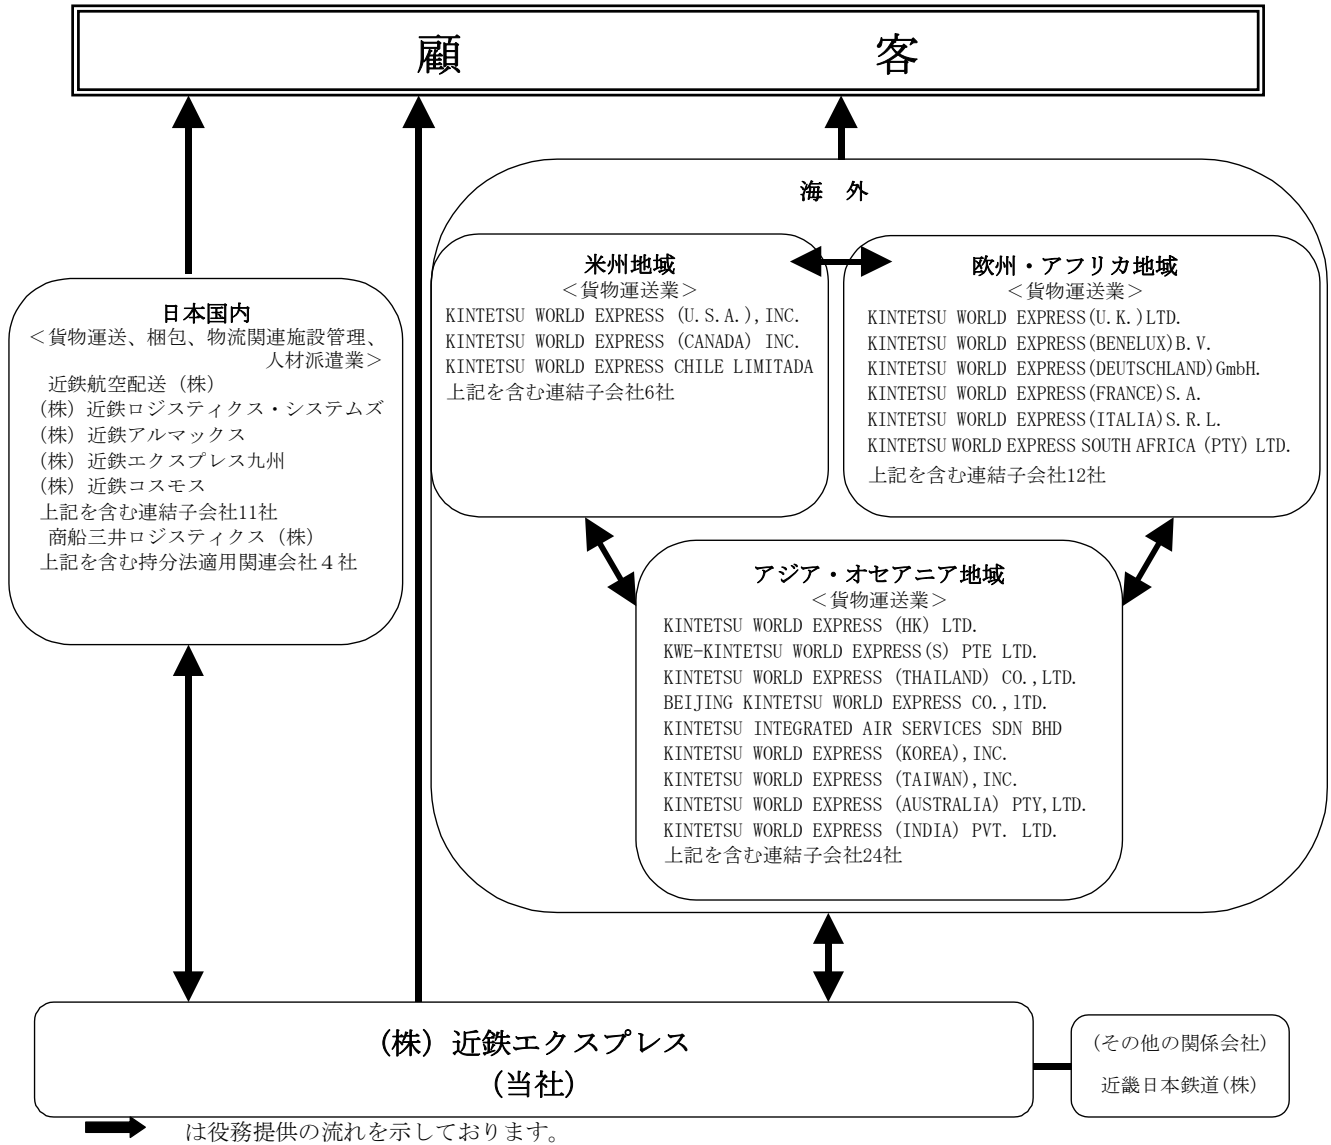 顧　客
海　外
日本国内
＜貨物運送、梱包、物流関連施設管理、
人材派遣業＞
近鉄航空配送（株）
（株）近鉄ロジスティクス・システムズ
（株）近鉄アルマックス
（株）近鉄エクスプレス九州
（株）近鉄コスモス
上記を含む連結子会社11社
商船三井ロジスティクス（株）
上記を含む持分法適用関連会社４社
米州地域
＜貨物運送業＞
KINTETSU WORLD EXPRESS (U.S.A.),INC.
KINTETSU WORLD EXPRESS (CANADA) INC.
KINTETSU WORLD EXPRESS CHILE LIMITADA
上記を含む連結子会社6社
欧州・アフリカ地域
＜貨物運送業＞
KINTETSU WORLD EXPRESS(U.K.)LTD.
KINTETSU WORLD EXPRESS(BENELUX)B.V.
KINTETSU WORLD EXPRESS(DEUTSCHLAND)GmbH.
KINTETSU WORLD EXPRESS(FRANCE)S.A.
KINTETSU WORLD EXPRESS(ITALIA)S.R.L.
KINTETSU WORLD EXPRESS SOUTH AFRICA (PTY) LTD.
上記を含む連結子会社12社
アジア・オセアニア地域
＜貨物運送業＞
KINTETSU WORLD EXPRESS (HK) LTD.
KWE-KINTETSU WORLD EXPRESS(S) PTE LTD.
KINTETSU WORLD EXPRESS (THAILAND) CO.,LTD.
BEIJING KINTETSU WORLD EXPRESS CO.,lTD.
KINTETSU INTEGRATED AIR SERVICES SDN BHD
KINTETSU WORLD EXPRESS (KOREA),INC.
KINTETSU WORLD EXPRESS (TAIWAN),INC.
KINTETSU WORLD EXPRESS (AUSTRALIA) PTY,LTD.
KINTETSU WORLD EXPRESS (INDIA) PVT. LTD.
上記を含む連結子会社24社
（株）近鉄エクスプレス
（当社）
（その他の関係会社）
近畿日本鉄道(株)
は役務提供の流れを示しております。